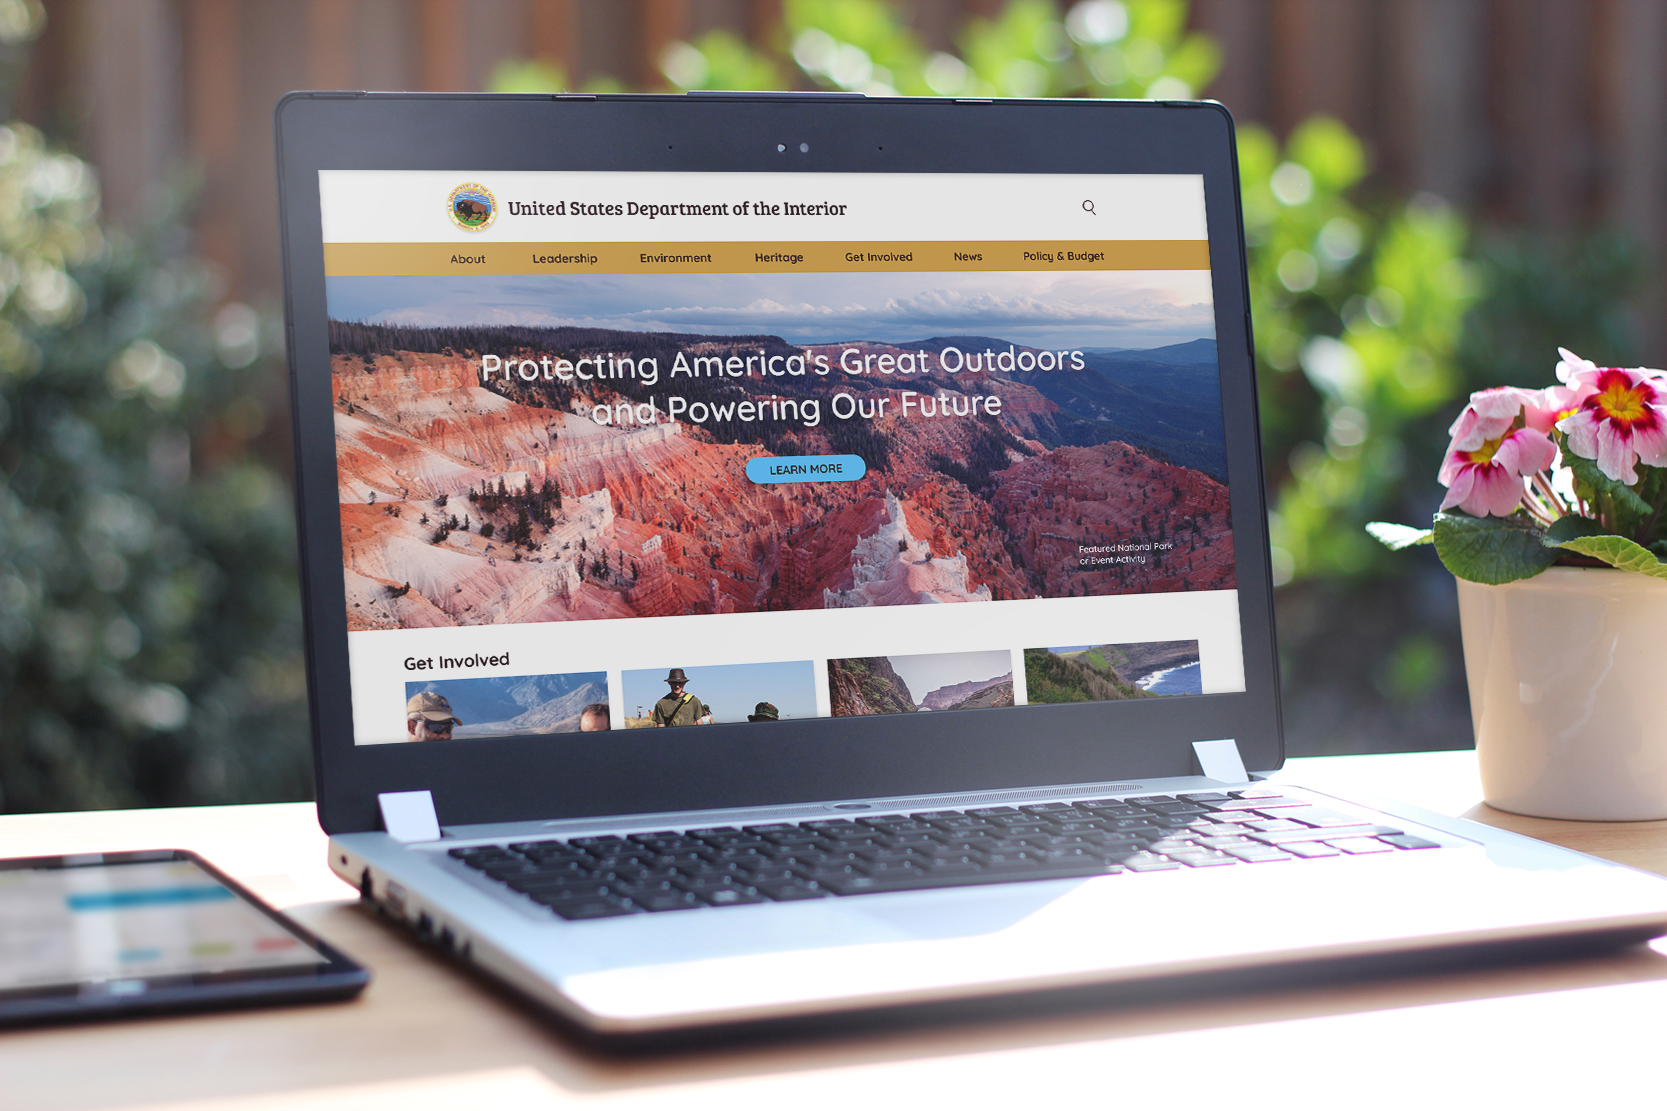 United States Department of the Interior
About Leadership Environment Heritage Get Involved News Policy & Budget
Protecting America's Great Outdoors
and Powering Our Future
LEARN MORE
Featured National Park
or Event Activity
Get Involved